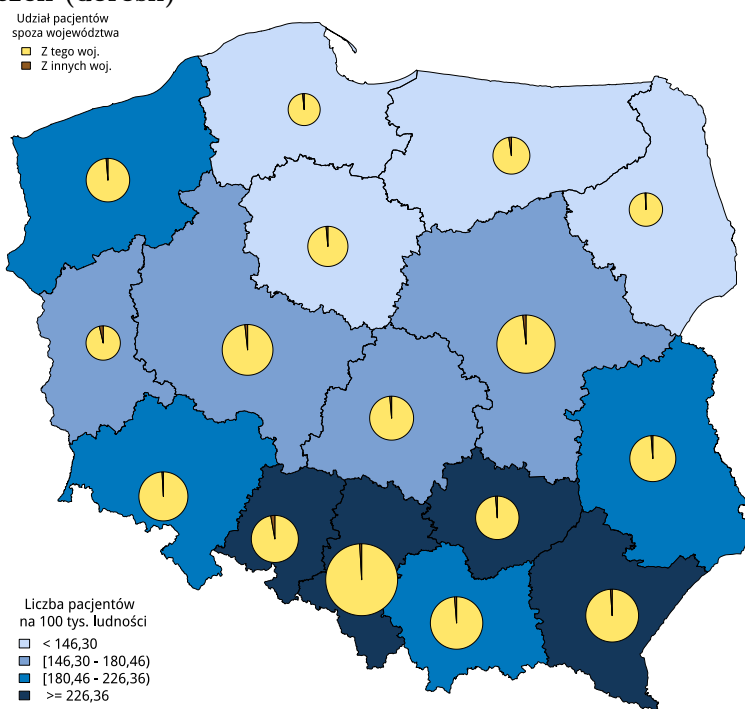 Udział pacjentów
spoza województwa
Z tego woj.
Z innych woj.
Liczba pacjentów
na 100 tys. ludności
< 146,30
[146,30 - 180,46)
[180,46 - 226,36)
>= 226,36